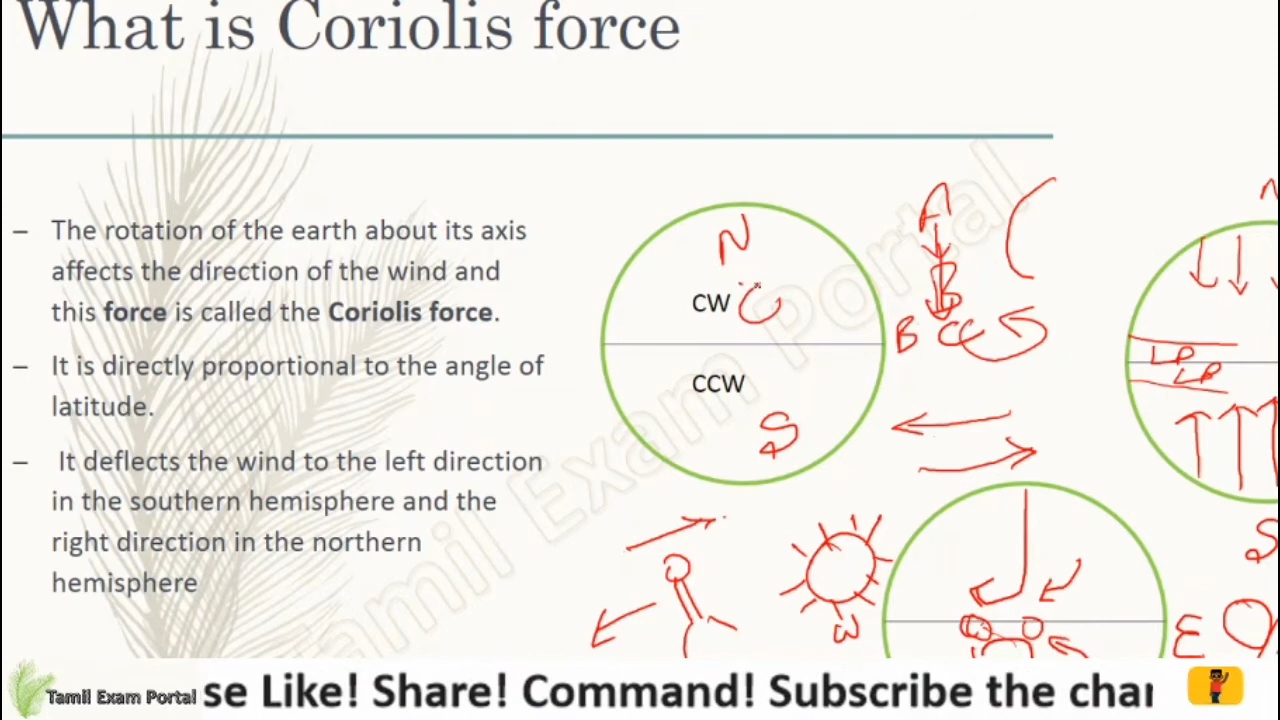 What is Coriolis force
– The rotation of the earth about its axis
affects the direction of the wind and
this force is called the Coriolis force.
– It is directly proportional to the angle of
latitude.
– It deflects the wind to the left direction
in the southern hemisphere and the
right direction in the northern
hemisphere
N
CW
CCW
S
A
B
B
LP
LP
S
W
E
Tamil Exam Portal
Tamil Exam Portal
se Like! Share! Command! Subscribe the char